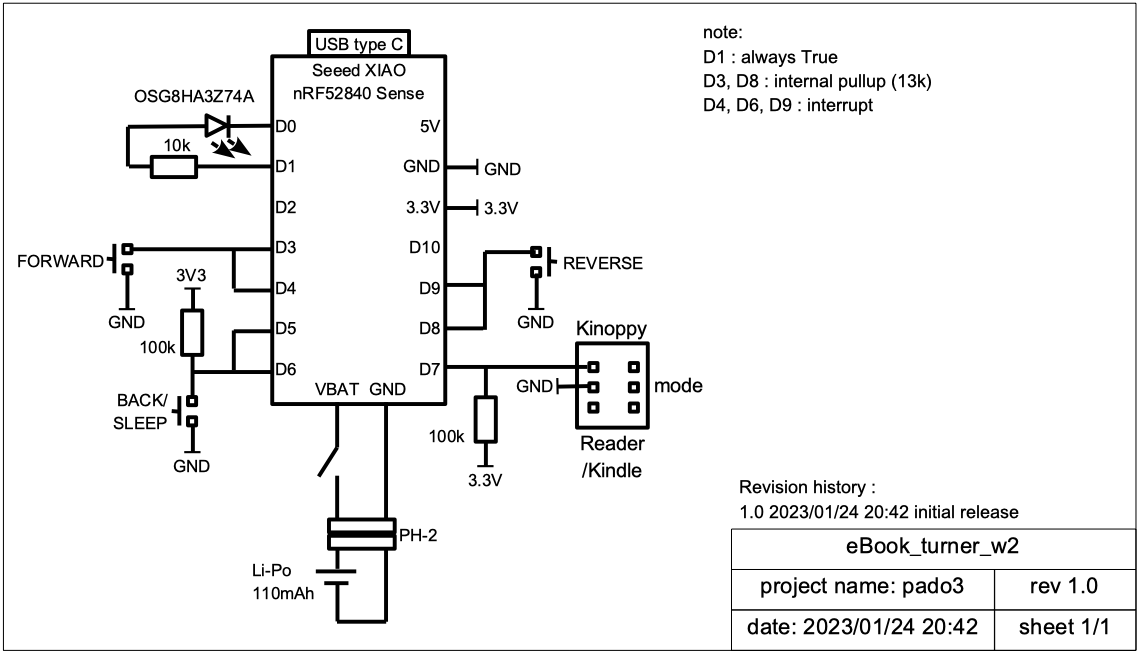 USB type C
Seeed XIAO
nRF52840 Sense
note:
D1 : always True
D3, D8 : internal pullup (13k)
D4, D6, D9 : interrupt
OSG8HA3Z74A
D0
5V
10k
D1
GND
GND
D2
3.3V
3.3V
D3
D10
FORWARD
REVERSE
3V3
D4
D9
GND
GND
D5
D8
Kinoppy
100k
D6
D7
GND
mode
VBAT GND
BACK/
SLEEP
100k
Reader
/Kindle
GND
3.3V
Revision history :
1.0 2023/01/24 20:42 initial release
PH-2
Li-Po
110mAh
eBook_turner_w2
project name: pado3
rev 1.0
date: 2023/01/24 20:42
sheet 1/1